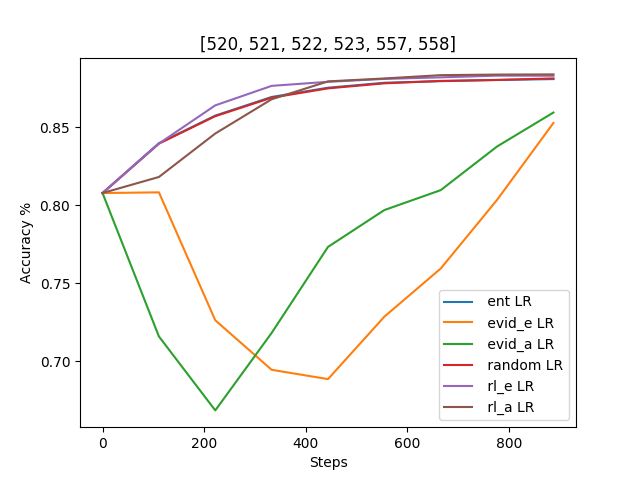 [520, 521, 522, 523, 557, 558]
Accuracy %
0.85
0.80
0.75
0.70
ent LR
evid_e LR
evid_a LR
random LR
rl_e LR
rl_a LR
0 200 400 600 800
Steps